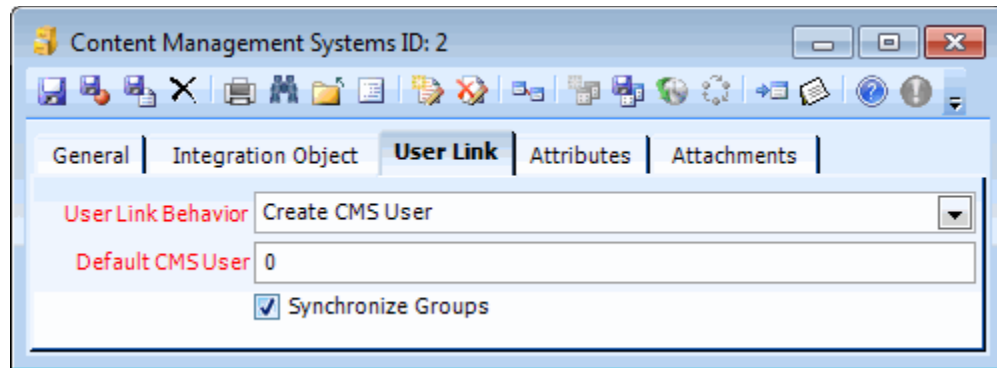 Content Management Systems ID: 2
General Integration Object User Link Attributes Attachments
User Link Behavior Create CMS User
Default CMS User 0
Synchronize Groups